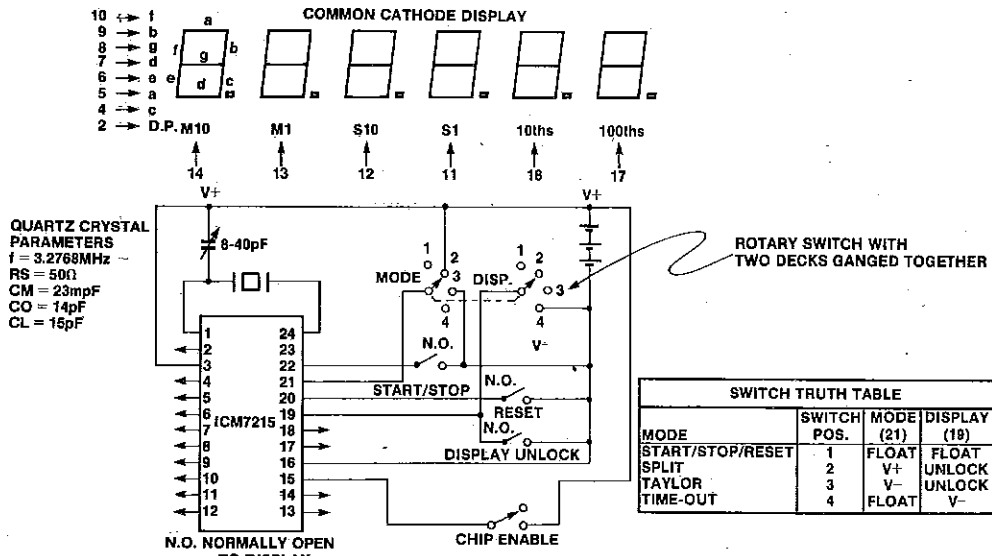 COMMON CATHODE DISPLAY
10 ↔ f
9 → b
8 → g
7 → d
6 → e
5 → a
4 → c
2 → D.P.
a
f
b
g
e
d
c
M10 M1 S10 S1 10ths 100ths
14 13 12 11 18 17
V+ V+
QUARTZ CRYSTAL
PARAMETERS
f = 3.2768MHz
RS = 50Ω
CM = 23mpF
CO = 14pF
CL = 15pF
8-40pF
MODE
1
2
3
4
DISP.
1
2
3
4
V-
ROTARY SWITCH WITH
TWO DECKS GANGED TOGETHER
ICM7215
1 24
2 23
3 22
4 21
5 20
6 19
7 18
8 17
9 16
10 15
11 14
12 13
N.O.
START/STOP
N.O.
RESET
N.O.
DISPLAY UNLOCK
CHIP ENABLE
N.O. NORMALLY OPEN
TO DISPLAY
SWITCH TRUTH TABLE
MODE SWITCH POS. MODE (21) DISPLAY (19)
START/STOP/RESET 1 FLOAT FLOAT
SPLIT 2 V+ UNLOCK
TAYLOR 3 V- UNLOCK
TIME-OUT 4 FLOAT V-